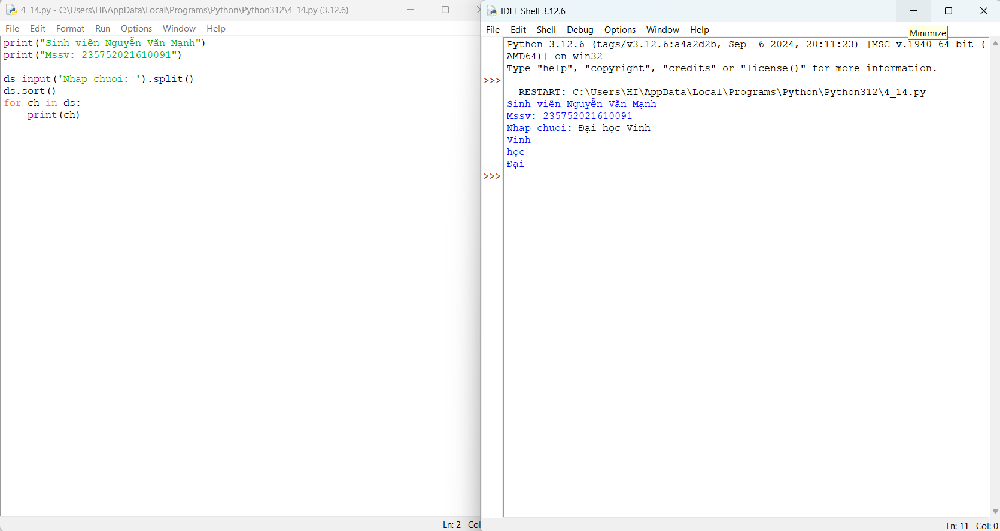 4_14.py - C:\Users\HI\AppData\Local\Programs\Python\Python312\4_14.py (3.12.6)
File Edit Format Run Options Window Help
print("Sinh viên Nguyễn Văn Mạnh")
print("Mssv: 235752021610091")
ds=input('Nhap chuoi: ').split()
ds.sort()
for ch in ds:
    print(ch)
Ln: 2 Col
IDLE Shell 3.12.6
File Edit Shell Debug Options Window Help
Minimize
Python 3.12.6 (tags/v3.12.6:a4a2d2b, Sep  6 2024, 20:11:23) [MSC v.1940 64 bit (
AMD64)] on win32
Type "help", "copyright", "credits" or "license()" for more information.
>>>
= RESTART: C:\Users\HI\AppData\Local\Programs\Python\Python312\4_14.py
Sinh viên Nguyễn Văn Mạnh
Mssv: 235752021610091
Nhap chuoi: Đại học Vinh
Vinh
học
Đại
>>>
Ln: 11 Col: 0